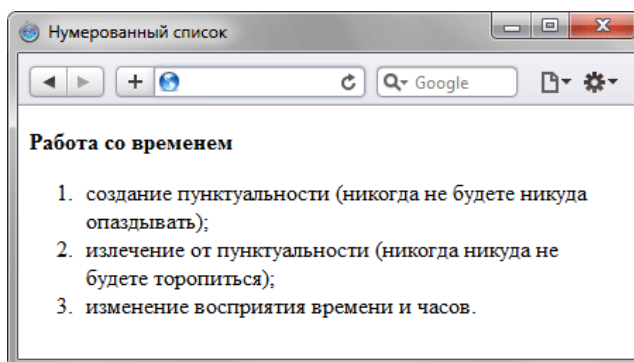 Нумерованный список
Google
Работа со временем
1. создание пунктуальности (никогда не будете никуда
опаздывать);
2. излечение от пунктуальности (никогда никуда не
будете торопиться);
3. изменение восприятия времени и часов.